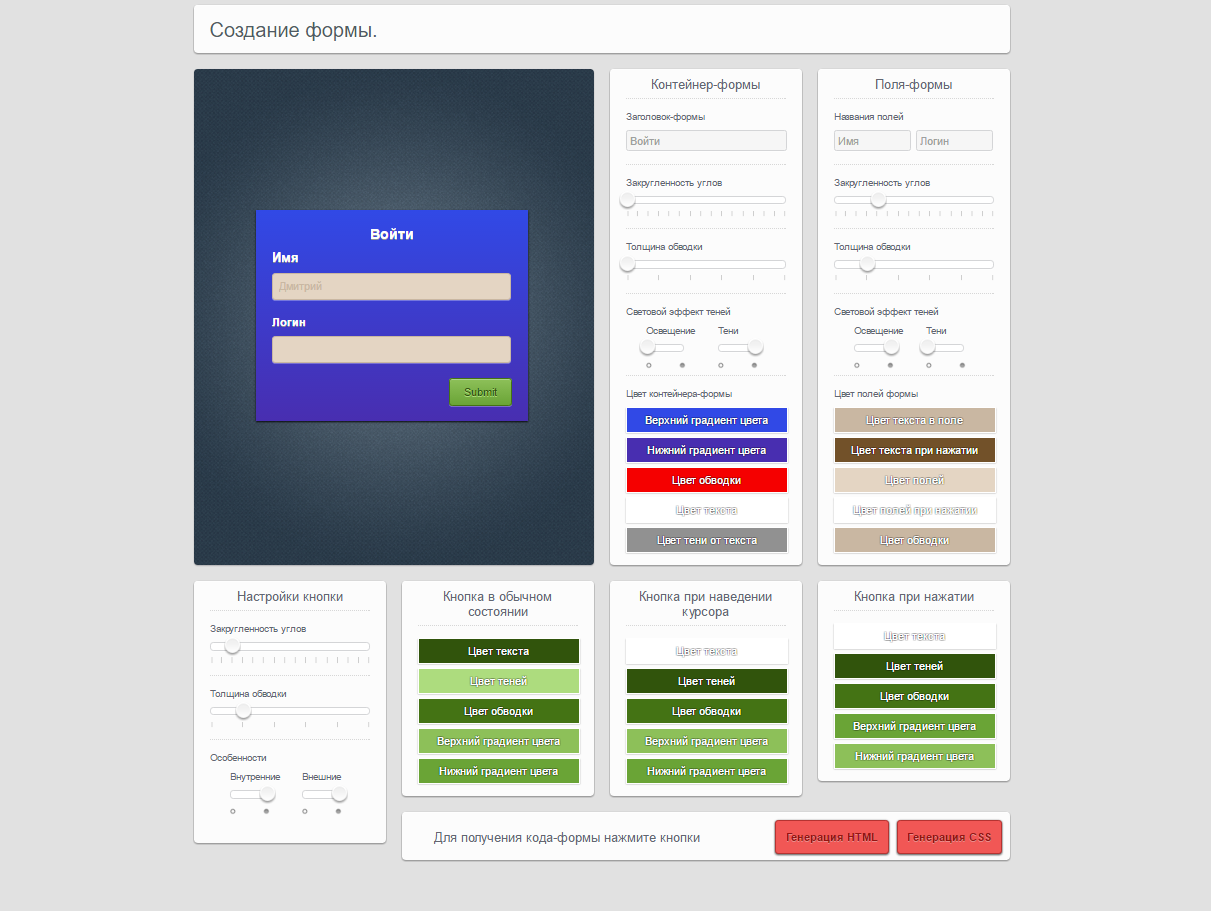 Создание формы.
Войти
Имя
Дмитрий
Логин
Submit
Контейнер-формы
Заголовок-формы
Войти
Закругленность углов
Толщина обводки
Световой эффект теней
Освещение Тени
Цвет контейнера-формы
Верхний градиент цвета
Нижний градиент цвета
Цвет обводки
Цвет текста
Цвет тени от текста
Поля-формы
Названия полей
Имя Логин
Закругленность углов
Толщина обводки
Световой эффект теней
Освещение Тени
Цвет полей формы
Цвет текста в поле
Цвет текста при нажатии
Цвет полей
Цвет полей при нажатии
Цвет обводки
Настройки кнопки
Закругленность углов
Толщина обводки
Особенности
Внутренние Внешние
Кнопка в обычном
состоянии
Цвет текста
Цвет теней
Цвет обводки
Верхний градиент цвета
Нижний градиент цвета
Кнопка при наведении
курсора
Цвет текста
Цвет теней
Цвет обводки
Верхний градиент цвета
Нижний градиент цвета
Кнопка при нажатии
Цвет текста
Цвет теней
Цвет обводки
Верхний градиент цвета
Нижний градиент цвета
Для получения кода-формы нажмите кнопки
Генерация HTML
Генерация CSS